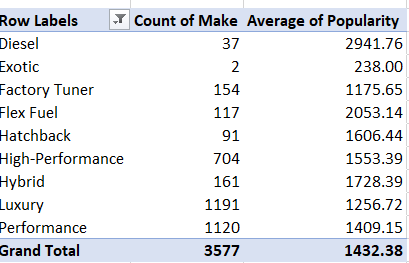 Row Labels Count of Make Average of Popularity
Diesel 37 2941.76
Exotic 2 238.00
Factory Tuner 154 1175.65
Flex Fuel 117 2053.14
Hatchback 91 1606.44
High-Performance 704 1553.39
Hybrid 161 1728.39
Luxury 1191 1256.72
Performance 1120 1409.15
Grand Total 3577 1432.38